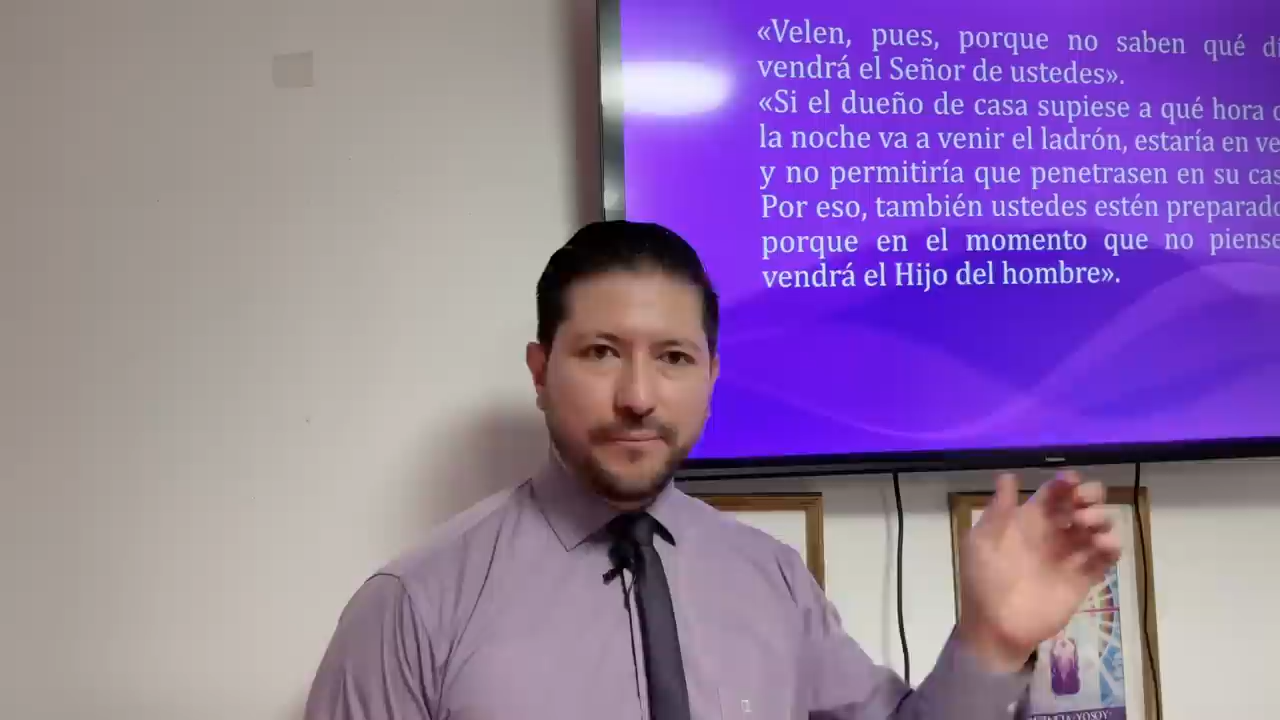 «Velen, pues, porque no saben qué
vendrá el Señor de ustedes».
«Si el dueño de casa supiese a qué hora
la noche va a venir el ladrón, estaría en
y no permitiría que penetrasen en su
Por eso, también ustedes estén
porque en el momento que no
vendrá el Hijo del hombre».
YO SOY